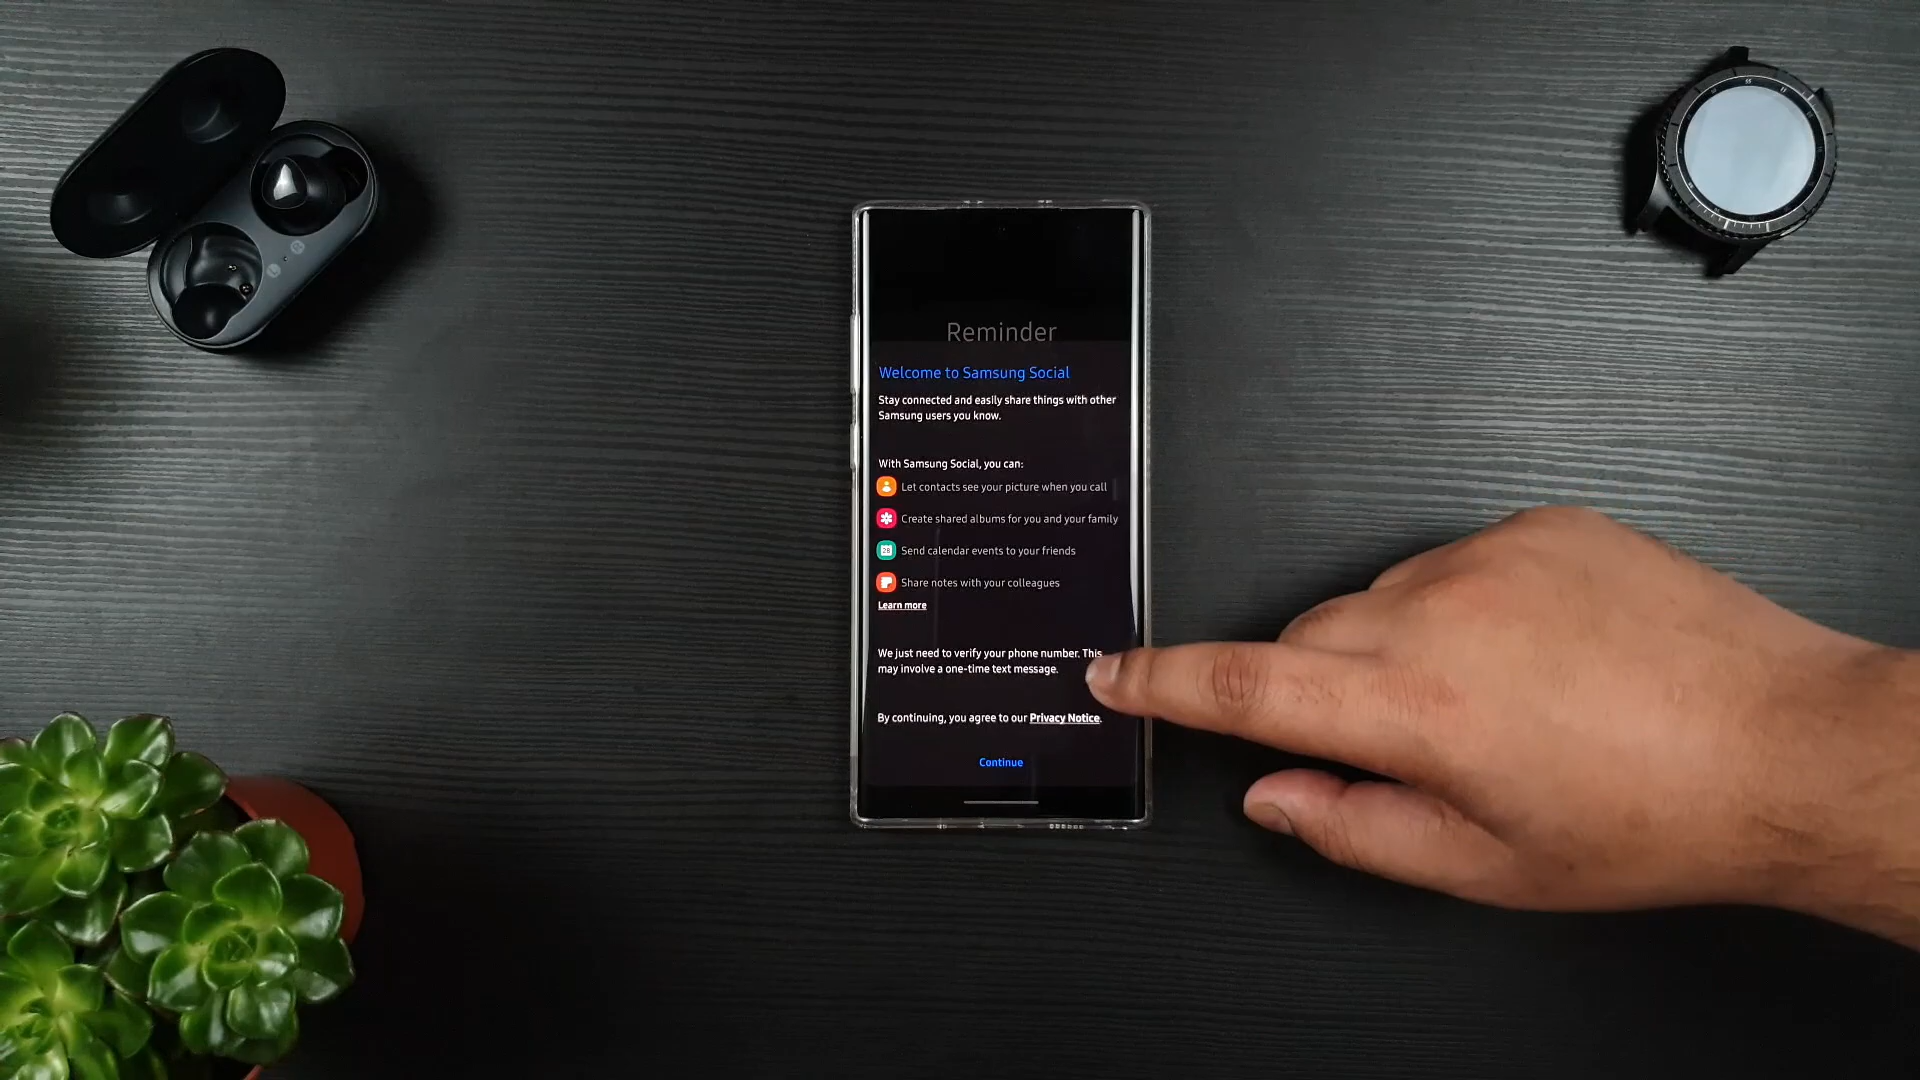 Reminder
Welcome to Samsung Social
Stay connected and easily share things with other
Samsung users you know.
With Samsung Social, you can:
Let contacts see your picture when you call
Create shared albums for you and your family
28
Send calendar events to your friends
Share notes with your colleagues
Learn more
We just need to verify your phone number. This
may involve a one-time text message.
By continuing, you agree to our Privacy Notice.
Continue